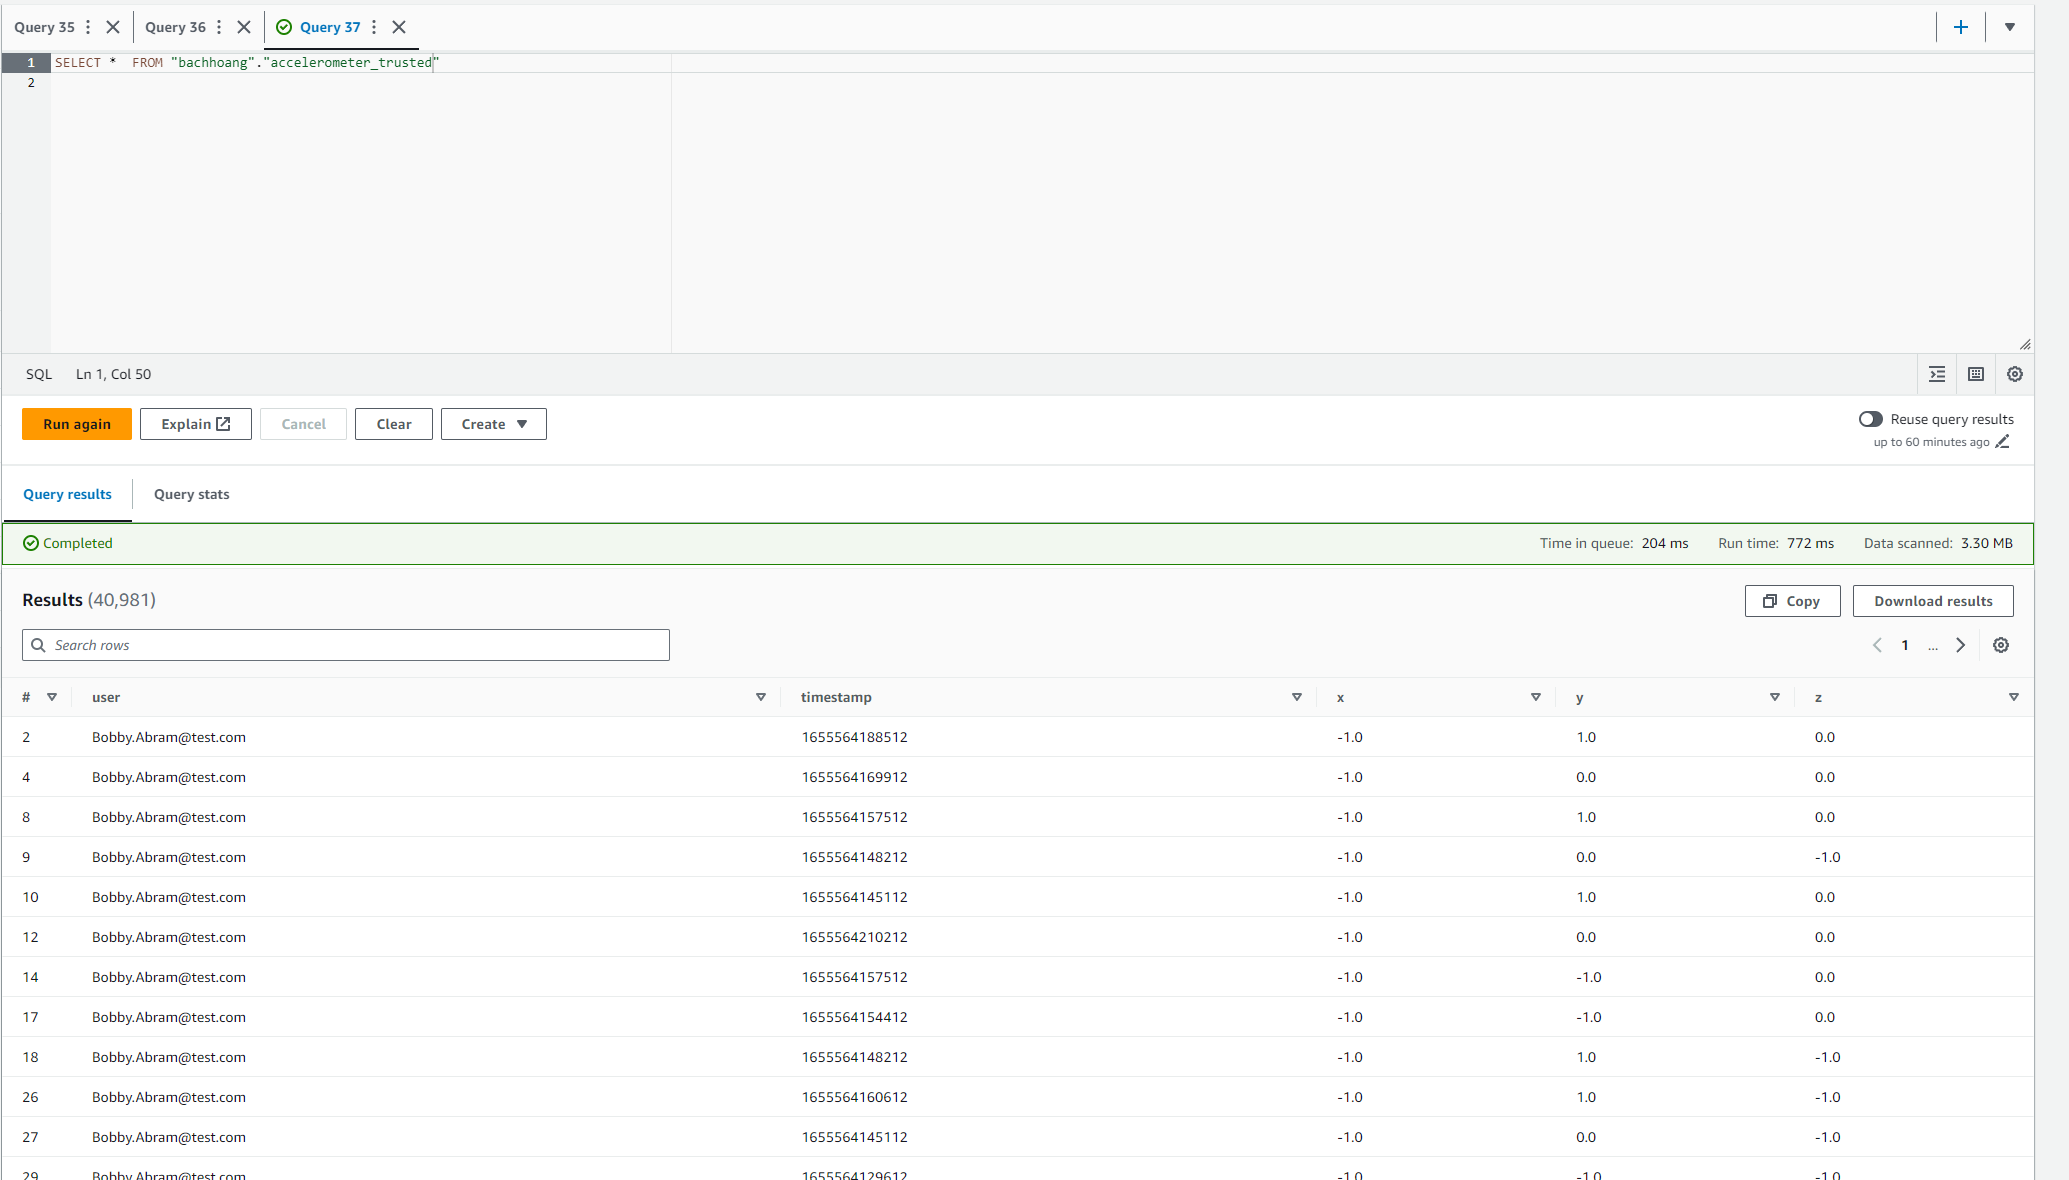 Query 35 Query 36 Query 37
1 SELECT * FROM "bachhoang"."accelerometer_trusted"
2
SQL Ln 1, Col 50
Run again Explain Cancel Clear Create Reuse query results
up to 60 minutes ago
Query results Query stats
Completed Time in queue: 204 ms Run time: 772 ms Data scanned: 3.30 MB
Results (40,981) Copy Download results
Search rows 1 ...
# user timestamp x y z
2 Bobby.Abram@test.com 1655564188512 -1.0 1.0 0.0
4 Bobby.Abram@test.com 1655564169912 -1.0 0.0 0.0
8 Bobby.Abram@test.com 1655564157512 -1.0 1.0 0.0
9 Bobby.Abram@test.com 1655564148212 -1.0 0.0 -1.0
10 Bobby.Abram@test.com 1655564145112 -1.0 1.0 0.0
12 Bobby.Abram@test.com 1655564210212 -1.0 0.0 0.0
14 Bobby.Abram@test.com 1655564157512 -1.0 -1.0 0.0
17 Bobby.Abram@test.com 1655564154412 -1.0 -1.0 0.0
18 Bobby.Abram@test.com 1655564148212 -1.0 1.0 -1.0
26 Bobby.Abram@test.com 1655564160612 -1.0 1.0 -1.0
27 Bobby.Abram@test.com 1655564145112 -1.0 0.0 -1.0
29 Bobby.Abram@test.com 1655564129612 -1.0 -1.0 -1.0